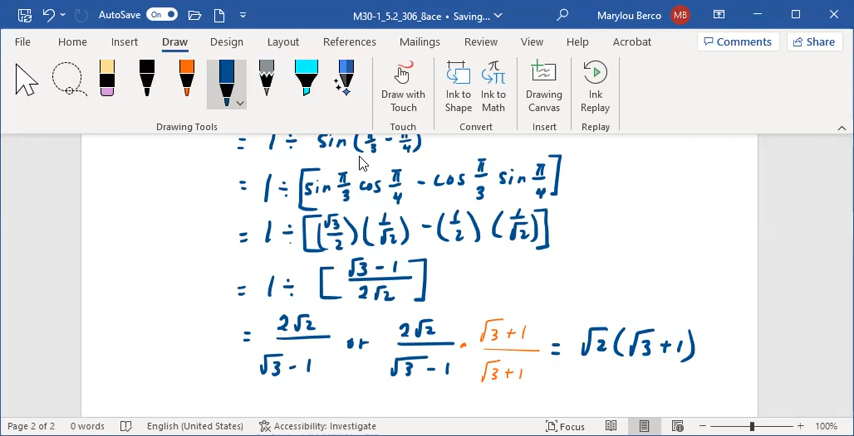 AutoSave On M30-1_5.2_306_8ace • Saving... Marylou Berco MB
File Home Insert Draw Design Layout References Mailings Review View Help Acrobat Comments Share
Draw with Touch Ink to Shape Ink to Math Drawing Canvas Ink Replay
Drawing Tools Touch Convert Insert Replay
= 1 ÷ sin(π/3 - π/4)
= 1 ÷ [sin π/3 cos π/4 - cos π/3 sin π/4]
= 1 ÷ [(√3/2)(1/√2) - (1/2)(1/√2)]
= 1 ÷ [(√3 - 1)/(2√2)]
= 2√2/(√3 - 1) or 2√2/(√3 - 1) · (√3 + 1)/(√3 + 1) = √2(√3 + 1)
Page 2 of 2 0 words English (United States) Accessibility: Investigate Focus 100%